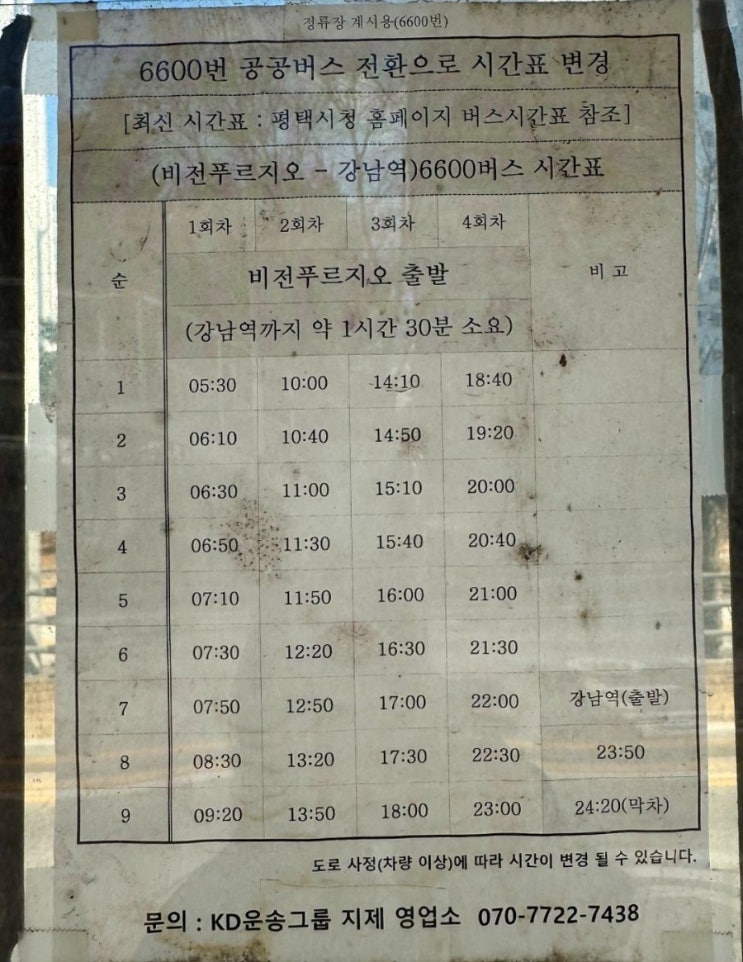 정류장 게시용(6600번)
6600번 공공버스 전환으로 시간표 변경
[최신 시간표 : 평택시청 홈페이지 버스시간표 참조]
(비전푸르지오 - 강남역)6600버스 시간표
순 1회차 2회차 3회차 4회차 비 고
비전푸르지오 출발
(강남역까지 약 1시간 30분 소요)
1 05:30 10:00 14:10 18:40
2 06:10 10:40 14:50 19:20
3 06:30 11:00 15:10 20:00
4 06:50 11:30 15:40 20:40
5 07:10 11:50 16:00 21:00
6 07:30 12:20 16:30 21:30
7 07:50 12:50 17:00 22:00 강남역(출발)
8 08:30 13:20 17:30 22:30 23:50
9 09:20 13:50 18:00 23:00 24:20(막차)
도로 사정(차량 이상)에 따라 시간이 변경 될 수 있습니다.
문의 : KD운송그룹 지제 영업소 070-7722-7438